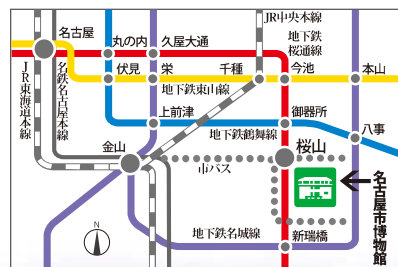 JR中央本線
名古屋
丸の内
久屋大通
地下鉄
桜通線
伏見
栄
千種
今池
本山
地下鉄東山線
JR東海道本線
名鉄名古屋本線
上前津
御器所
地下鉄鶴舞線
八事
金山
桜山
市バス
名古屋市博物館
N
地下鉄名城線
新瑞橋